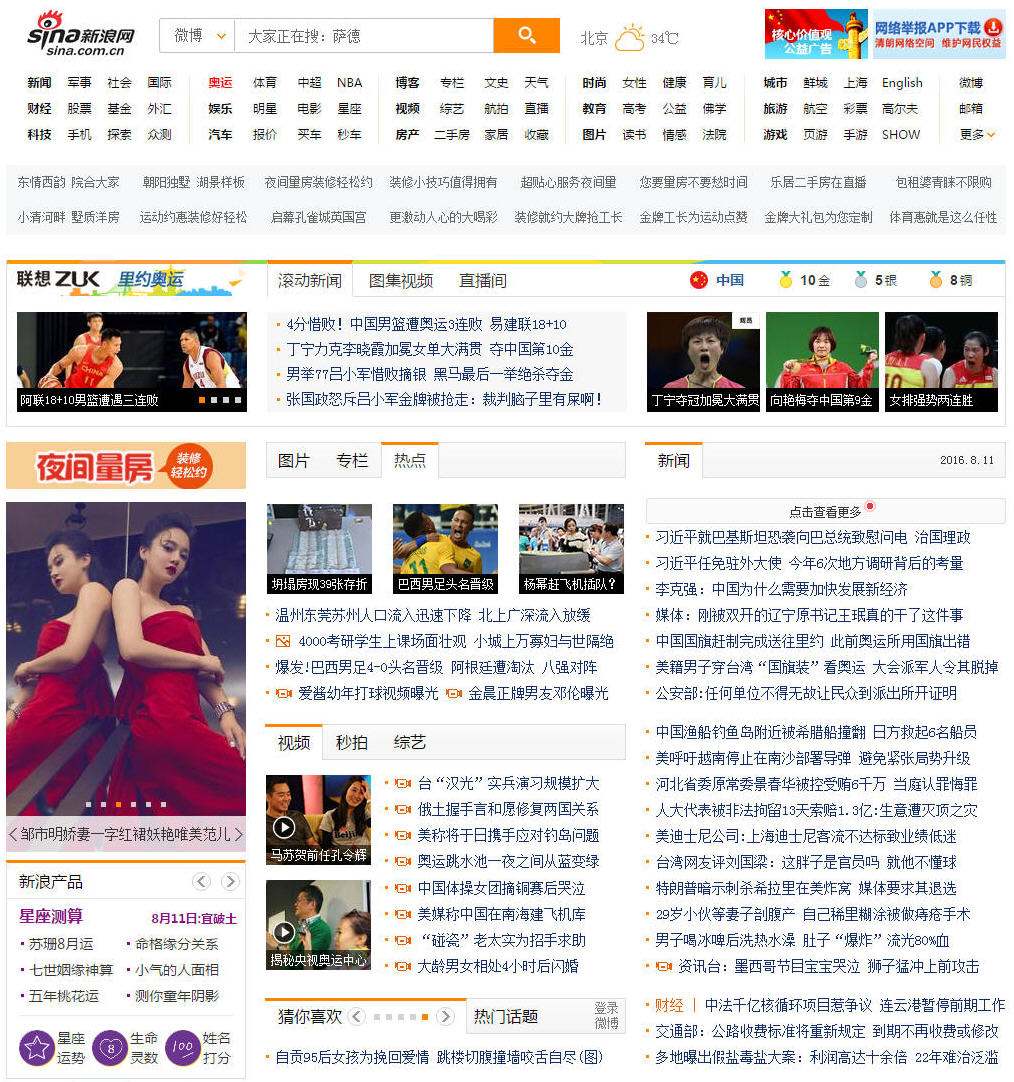 sina新浪网
sina.com.cn
微博
大家正在搜：萨德
北京 34℃
核心价值观
公益广告
网络举报APP下载
清朗网络空间 维护网民权益
新闻 军事 社会 国际
财经 股票 基金 外汇
科技 手机 探索 众测
奥运 体育 中超 NBA
娱乐 明星 电影 星座
汽车 报价 买车 秒车
博客 专栏 文史 天气
视频 综艺 航拍 直播
房产 二手房 家居 收藏
时尚 女性 健康 育儿
教育 高考 公益 佛学
图片 读书 情感 法院
城市 鲜城 上海 English
旅游 航空 彩票 高尔夫
游戏 页游 手游 SHOW
微博
邮箱
更多
东情西韵 院合大家 朝阳独墅 湖景样板 夜间量房装修轻松约 装修小技巧值得拥有 超贴心服务夜间量 您要量房不要愁时间 乐居二手房在直播 包租婆青睐不限购
小清河畔 墅质洋房 运动约惠装修好轻松 启幕孔雀城英国宫 更激动人心的大喝彩 装修就约大牌抢工长 金牌工长为运动点赞 金牌大礼包为您定制 体育惠就是这么任性
联想 ZUK 里约奥运
滚动新闻 图集视频 直播间
中国 10金 5银 8铜
阿联18+10男篮遭遇三连败
4分惜败！中国男篮遭奥运3连败 易建联18+10
丁宁力克李晓霞加冕女单大满贯 夺中国第10金
男举77吕小军惜败摘银 黑马最后一举绝杀夺金
张国政怒斥吕小军金牌被抢走：裁判脑子里有屎啊！
丁宁夺冠加冕大满贯
向艳梅夺中国第9金
女排强势两连胜
夜间量房
装修
轻松约
邹市明娇妻一字红裙妖艳唯美范儿
新浪产品
星座测算 8月11日:宜破土
苏珊8月运 命格缘分关系
七世姻缘神算 小气的人面相
五年桃花运 测你童年阴影
星座
运势
8
生命
灵数
100
姓名
打分
图片 专栏 热点
坍塌房现39张存折
巴西男足头名晋级
杨幂赶飞机插队？
温州东莞苏州人口流入迅速下降 北上广深流入放缓
4000考研学生上课场面壮观 小城上万寡妇与世隔绝
爆发!巴西男足4-0头名晋级 阿根廷遭淘汰 八强对阵
爱酱幼年打球视频曝光 金晨正牌男友邓伦曝光
视频 秒拍 综艺
马苏贺前任孔令辉
揭秘央视奥运中心
台“汉光”实兵演习规模扩大
俄土握手言和愿修复两国关系
美称将于日携手应对钓岛问题
奥运跳水池一夜之间从蓝变绿
中国体操女团摘铜赛后哭泣
美媒称中国在南海建飞机库
“碰瓷”老太实为招手求助
大龄男女相处4小时后闪婚
猜你喜欢
热门话题
登录
微博
自贡95后女孩为挽回爱情 跳楼切腹撞墙咬舌自尽(图)
新闻 2016.8.11
点击查看更多
习近平就巴基斯坦恐袭向巴总统致慰问电 治国理政
习近平任免驻外大使 今年6次地方调研背后的考量
李克强：中国为什么需要加快发展新经济
媒体：刚被双开的辽宁原书记王珉真的干了这件事
中国国旗赶制完成送往里约 此前奥运所用国旗出错
美籍男子穿台湾“国旗装”看奥运 大会派军人令其脱掉
公安部:任何单位不得无故让民众到派出所开证明
中国渔船钓鱼岛附近被希腊船撞翻 日方救起6名船员
美呼吁越南停止在南沙部署导弹 避免紧张局势升级
河北省委原常委景春华被控受贿6千万 当庭认罪悔罪
人大代表被非法拘留13天索赔1.3亿:生意遭灭顶之灾
美迪士尼公司:上海迪士尼客流不达标致业绩低迷
台湾网友评刘国梁：这胖子是官员吗 就他不懂球
特朗普暗示刺杀希拉里在美炸窝 媒体要求其退选
29岁小伙等妻子剖腹产 自己稀里糊涂被做痔疮手术
男子喝冰啤后洗热水澡 肚子“爆炸”流光80%血
资讯台：墨西哥节目宝宝哭泣 狮子猛冲上前攻击
财经｜中法千亿核循环项目惹争议 连云港暂停前期工作
交通部：公路收费标准将重新规定 到期不再收费或修改
多地曝出假盐毒盐大案：利润高达十余倍 22年难治泛滥